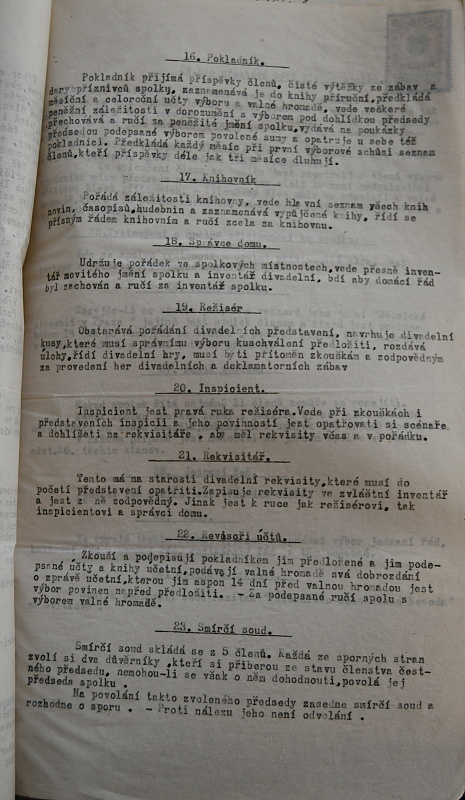 16. Pokladník.
Pokladník přijímá příspěvky členů, čisté výtěžky ze zábav a
dary příznivců spolku, zaznamenává je do knihy příruční, předkládá
měsíční a celoroční účty výboru a valné hromadě, vede veškeré
peněžní záležitosti v dorozumění s výborem pod dohlídkou předsedy
přechovává a ručí za peněžité jmění spolku, vydává na poukázky
předsedou podepsané výborem povolené sumy a opatruje u sebe též
pokladnici. Předkládá každý měsíc při první výborové schůsi seznam
členů, kteří příspěvky déle jak tři měsíce dluhují.
17. Knihovník
Pořádá záležitosti knihovny, vede hlavní seznam všech knih
novin, časopisů, hudebnin a zaznamenává vypůjčené knihy, řídí se
přísným řádem knihovním a ručí zcela za knihovnu.
18. Správce domu.
Udržuje pořádek ve spolkových místnostech, vede přesně inven-
tář movitého jmění spolku a inventář divadelní, bdí aby domácí řád
byl zachován a ručí za inventář spolku.
19. Režisér
Obstarává pořádání divadelních představení, navrhuje divadelní
kusy, které musí správnímu výboru kuschválení předložiti, rozdává
úlohy, řídí divadelní hry, musí býti přítomen zkouškám a zodpovědným
za provedení her divadelních a deklamatorních zábav
20. Inspicient.
Inspicient jest pravá ruka režiséra. Vede při zkouškách i
představeních inspicii a jeho povinností jest opatřovati si scénáře
a dohlížeti na rekvisitáře , aby měl rekvisity včas a v pořádku.
21. Rekvisitář.
Tento má na starosti divadelní rekvisity, které musí do
početí představení opatřiti. Zapisuje rekvisity ve zvláštní inventář
a jest z ně zodpovědný. Jinak jest k ruce jak režisérovi, tak
inspicientovi a správci domu.
22. Revisoři účtů.
Zkouší a podepisují pokladníkem jim předložené a jim pode-
psané účty a knihy účetní, podávají valné hromadě svá dobrozdání
o zprávě účetní, kterou jim aspoň 14 dní před valnou hromadou jest
výbor povinen napřed předložiti. - Za podepsané ručí spolu s
výborem valné hromadě.
23. Smírčí soud.
Smírčí soud skládá se z 5 členů. Každá ze sporných stran
zvolí si dva důvěrníky , kteří si přiberou ze stavu členstva čest-
ného předsedu, nemohou-li se však o něm dohodnouti, povolá jej
předseda spolku .
Na povolání takto zvoleného předsedy zasedne smírčí soud a
rozhodne o sporu . - Proti nálezu jeho není odvolání .